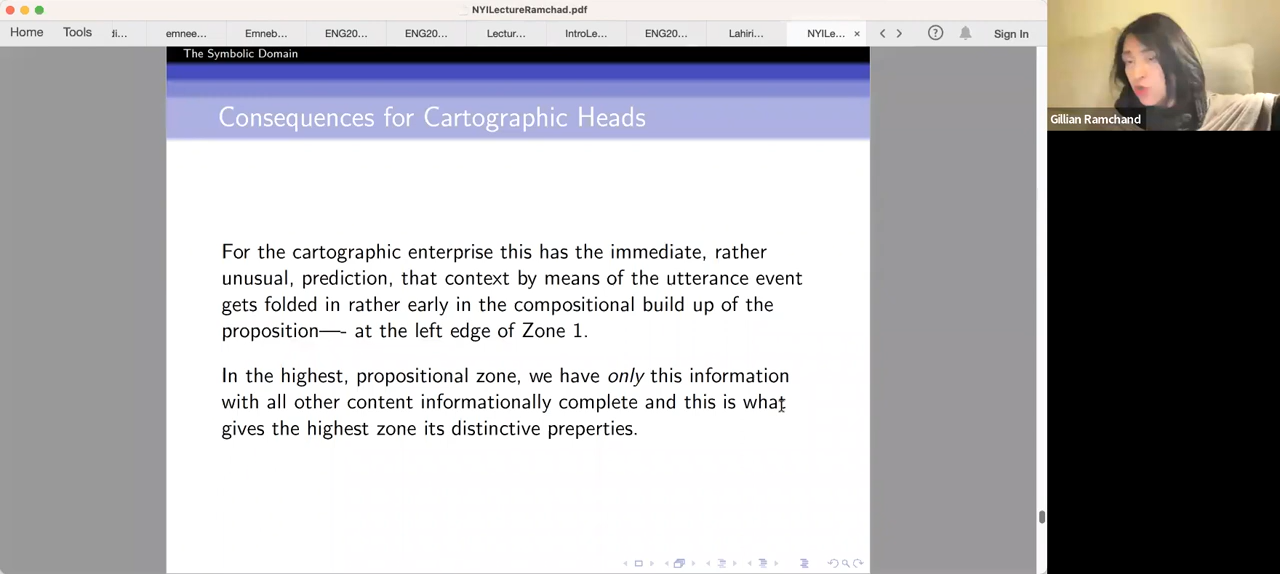 NYILectureRamchad.pdf
Home Tools di... emnee... Emneb... ENG20... ENG20... Lectur... IntroLe... ENG20... Lahiri... NYILe... × ? Sign In
The Symbolic Domain
Consequences for Cartographic Heads
For the cartographic enterprise this has the immediate, rather
unusual, prediction, that context by means of the utterance event
gets folded in rather early in the compositional build up of the
proposition—- at the left edge of Zone 1.
In the highest, propositional zone, we have only this information
with all other content informationally complete and this is what
gives the highest zone its distinctive preperties.
Gillian Ramchand